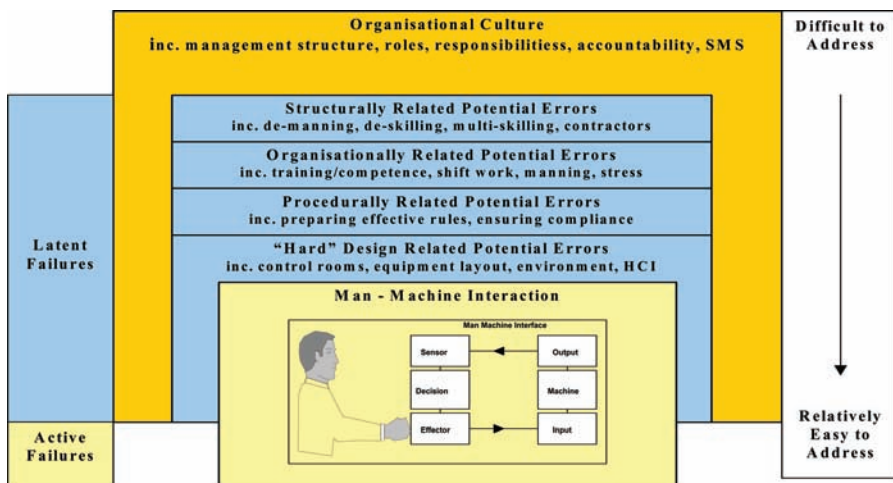 Organisational Culture
inc. management structure, roles, responsibilitiess, accountability, SMS
Difficult to
Address
Structurally Related Potential Errors
inc. de-manning, de-skilling, multi-skilling, contractors
Organisationally Related Potential Errors
inc. training/competence, shift work, manning, stress
Procedurally Related Potential Errors
inc. preparing effective rules, ensuring compliance
“Hard” Design Related Potential Errors
inc. control rooms, equipment layout, environment, HCI
Latent
Failures
Man - Machine Interaction
Man Machine Interface
Sensor
Output
Decision
Machine
Effector
Input
Active
Failures
Relatively
Easy to
Address